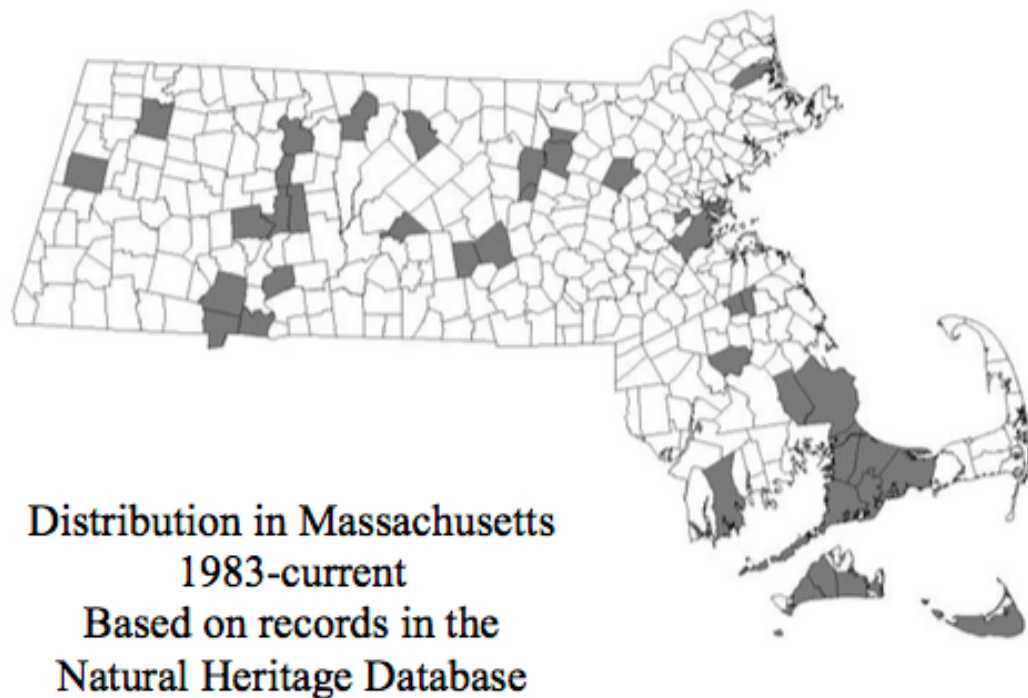 Distribution in Massachusetts
1983-current
Based on records in the
Natural Heritage Database